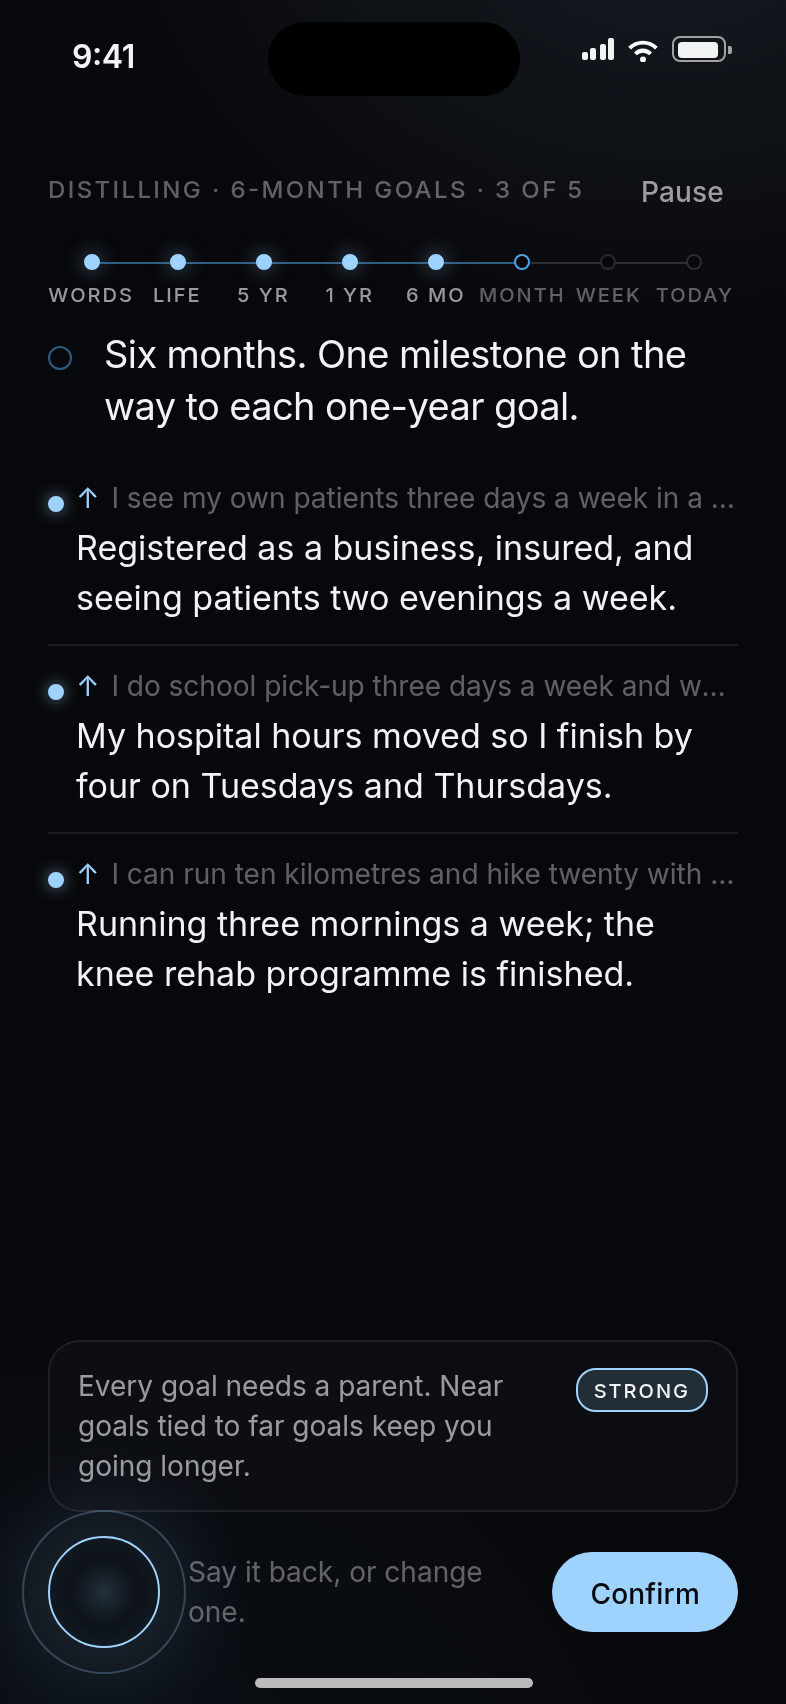 9:41
DISTILLING · 6-MONTH GOALS · 3 OF 5
Pause
WORDS LIFE 5 YR 1 YR 6 MO MONTH WEEK TODAY
Six months. One milestone on the
way to each one-year goal.
↑ I see my own patients three days a week in a ...
Registered as a business, insured, and
seeing patients two evenings a week.
↑ I do school pick-up three days a week and w...
My hospital hours moved so I finish by
four on Tuesdays and Thursdays.
↑ I can run ten kilometres and hike twenty with ...
Running three mornings a week; the
knee rehab programme is finished.
Every goal needs a parent. Near
goals tied to far goals keep you
going longer.
STRONG
Say it back, or change
one.
Confirm